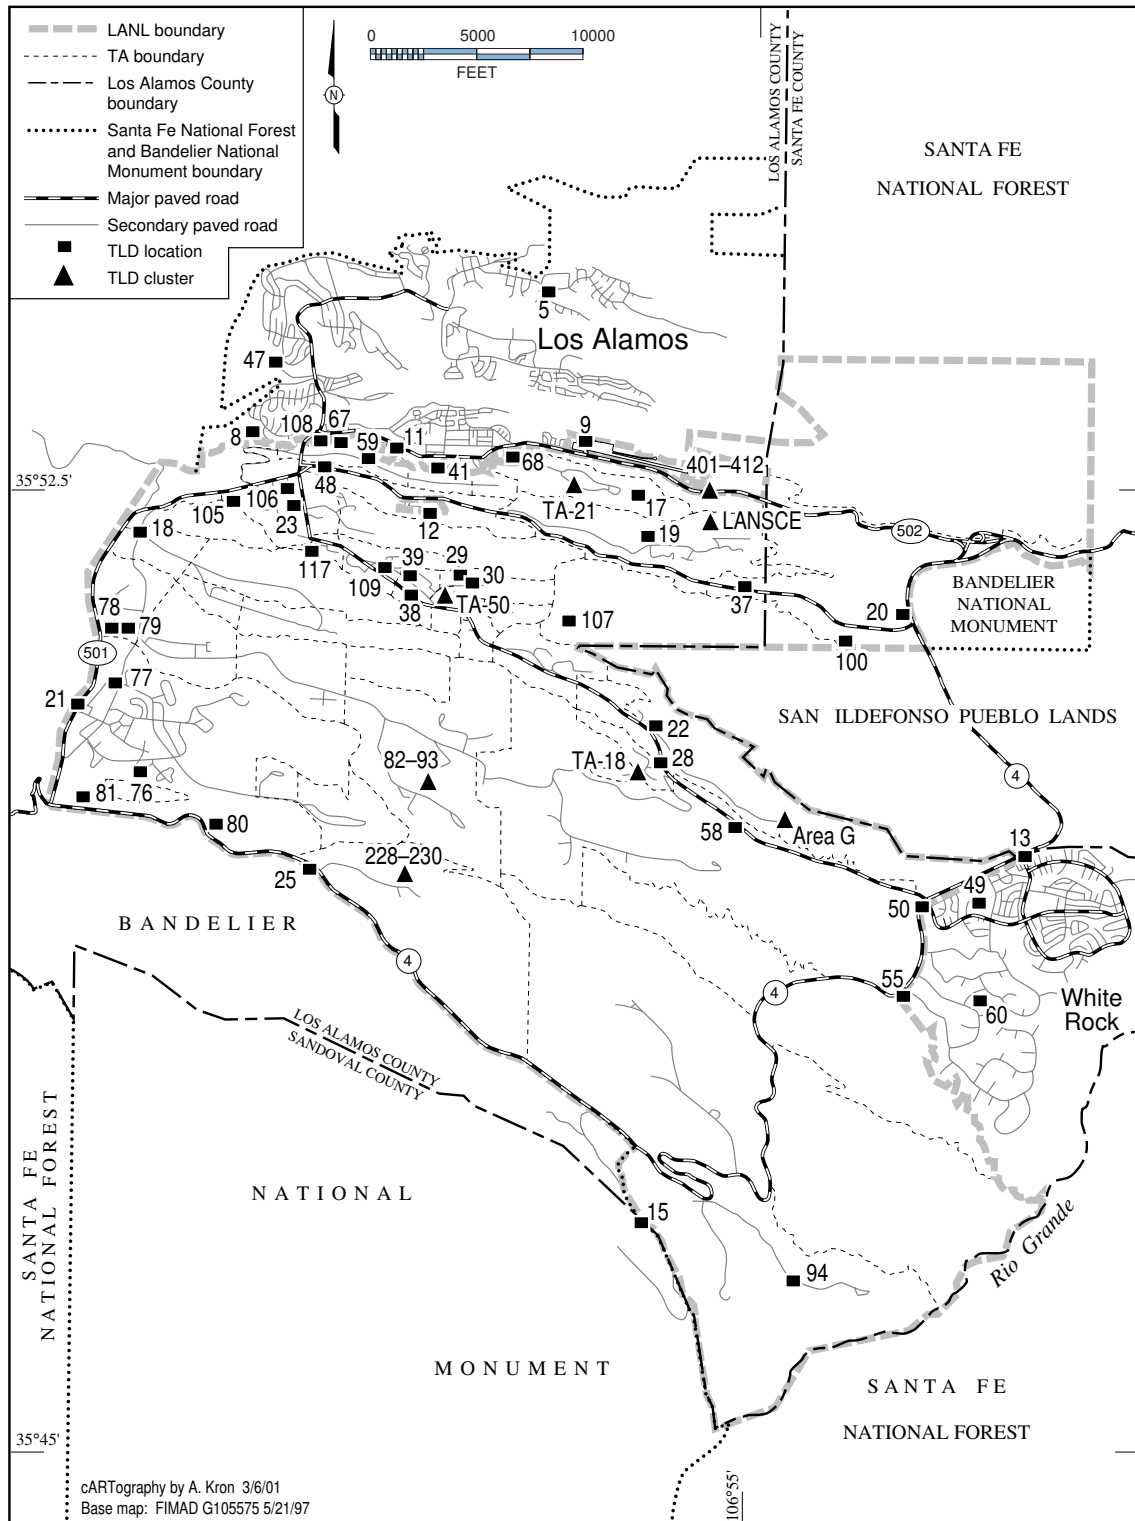 LANL boundary
TA boundary
Los Alamos County
boundary
Santa Fe National Forest
and Bandelier National
Monument boundary
Major paved road
Secondary paved road
TLD location
TLD cluster
0 5000 10000
FEET
N
LOS ALAMOS COUNTY
SANTA FE COUNTY
SANTA FE
NATIONAL FOREST
5
Los Alamos
47
8
108
67
59
11
41
68
9
401–412
35°52.5'
106
105
23
48
12
TA-21
17
19
LANSCE
502
18
117
109
39
38
29
30
TA-50
107
37
20
100
BANDELIER
NATIONAL
MONUMENT
78
79
501
77
21
22
SAN ILDEFONSO PUEBLO LANDS
82–93
TA-18
28
4
81
76
80
58
Area G
13
228–230
25
49
50
BANDELIER
4
4
55
60
White
Rock
LOS ALAMOS COUNTY
SANDOVAL COUNTY
SANTA FE
NATIONAL FOREST
NATIONAL
15
94
Rio Grande
MONUMENT
SANTA FE
NATIONAL FOREST
35°45'
106°55'
cARTography by A. Kron 3/6/01
Base map: FIMAD G105575 5/21/97